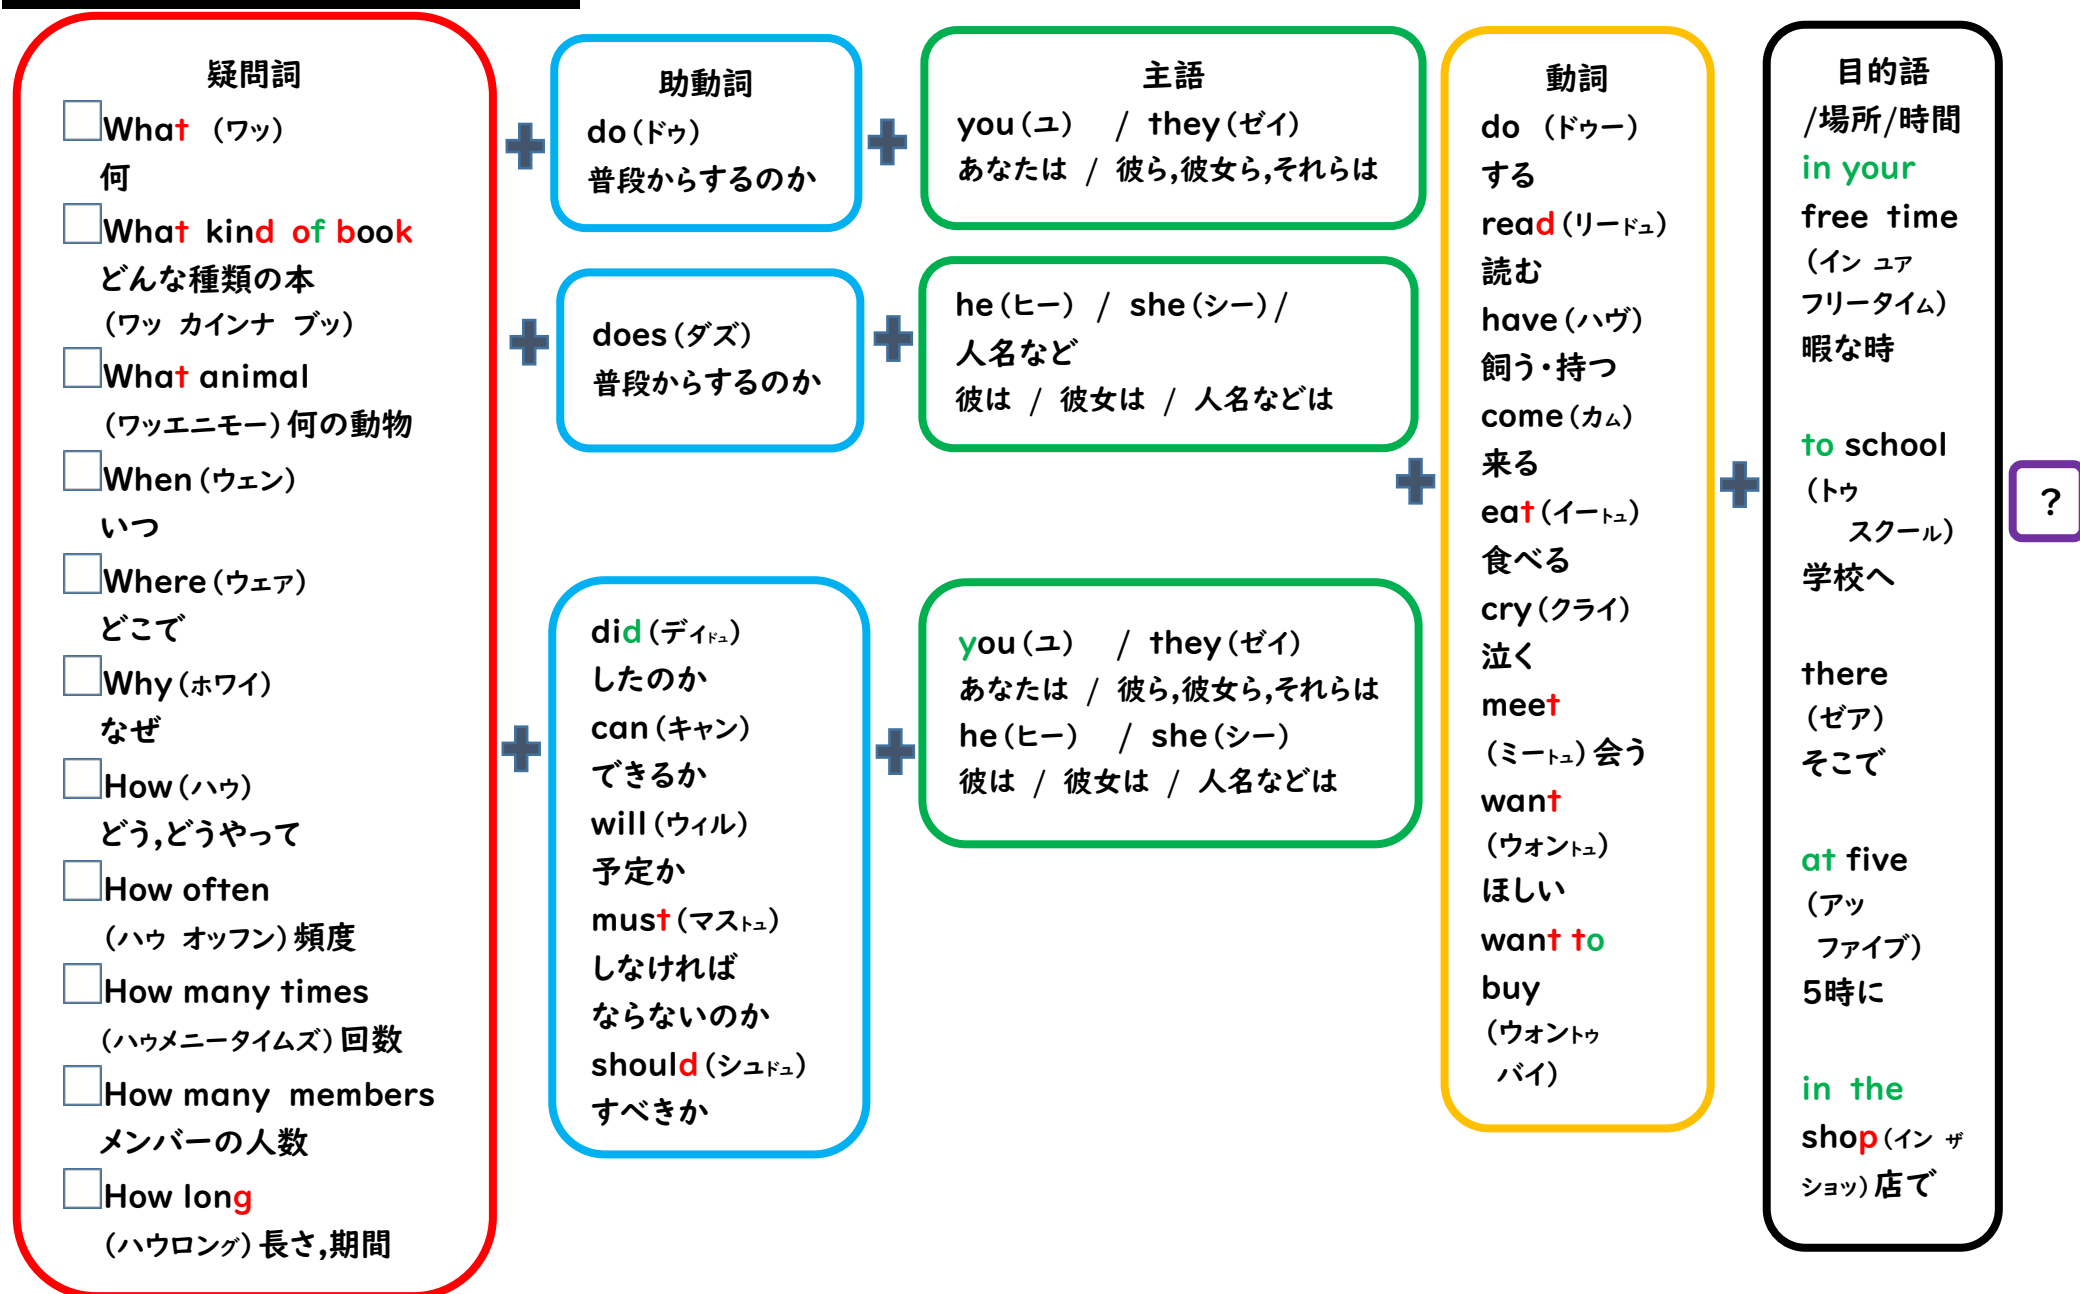 疑問詞
What （ワッ）
何
What kind of book
どんな種類の本
（ワッ カインナ ブッ）
What animal
（ワッエニモー）何の動物
When（ウェン）
いつ
Where（ウェア）
どこで
Why（ホワイ）
なぜ
How（ハゥ）
どう,どうやって
How often
（ハゥ オッフン）頻度
How many times
（ハゥメニータイムズ）回数
How many members
メンバーの人数
How long
（ハウロング）長さ,期間
助動詞
do（ドゥ）
普段からするのか
does（ダズ）
普段からするのか
did（ディドュ）
したのか
can（キャン）
できるか
will（ウィル）
予定か
must（マストュ）
しなければ
ならないのか
should（シュドュ）
すべきか
主語
you（ユ） / they（ゼイ）
あなたは / 彼ら,彼女ら,それらは
he（ヒー） / she（シー）/
人名など
彼は / 彼女は / 人名などは
you（ユ） / they（ゼイ）
あなたは / 彼ら,彼女ら,それらは
he（ヒー） / she（シー）
彼は / 彼女は / 人名などは
動詞
do （ドゥー）
する
read（リードュ）
読む
have（ハヴ）
飼う・持つ
come（カム）
来る
eat（イートュ）
食べる
cry（クライ）
泣く
meet
（ミートュ）会う
want
（ウォントュ）
ほしい
want to
buy
（ウォントゥ
バイ）
目的語
/場所/時間
in your
free time
（イン ユア
フリータイム）
暇な時
to school
（トゥ
スクール）
学校へ
there
（ゼア）
そこで
at five
（アッ
ファイブ）
5時に
in the
shop（イン ザ
ショッ）店で
?